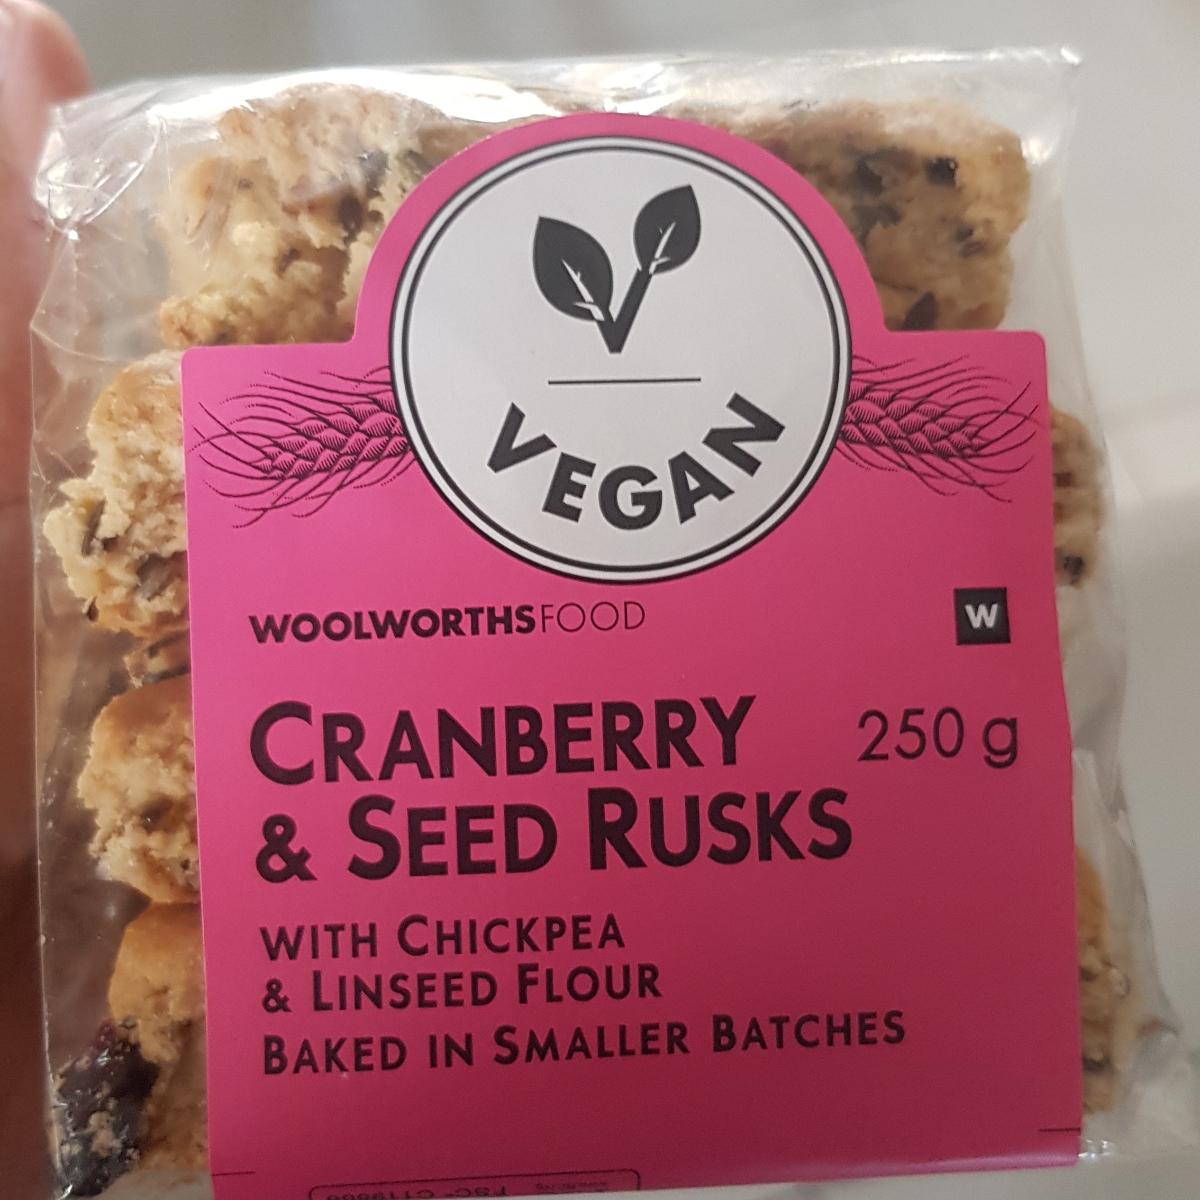 VEGAN
WOOLWORTHSFOOD
W
CRANBERRY
250 g
& SEED RUSKS
WITH CHICKPEA
& LINSEED FLOUR
BAKED IN SMALLER BATCHES